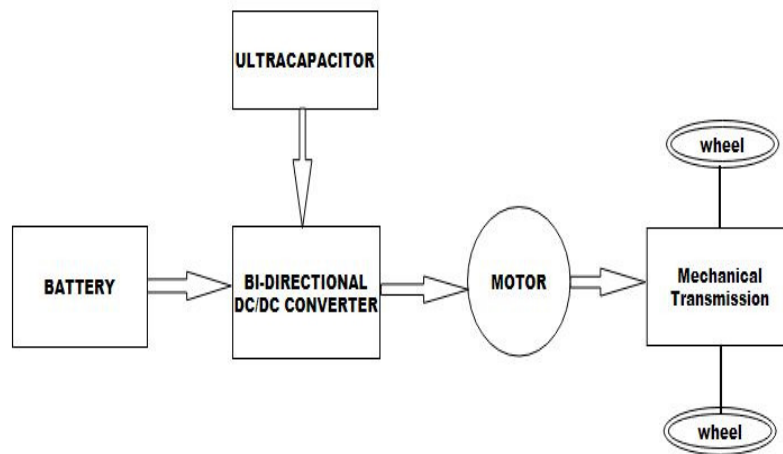 ULTRACAPACITOR
wheel
BATTERY
BI-DIRECTIONAL
DC/DC CONVERTER
MOTOR
Mechanical
Transmission
wheel